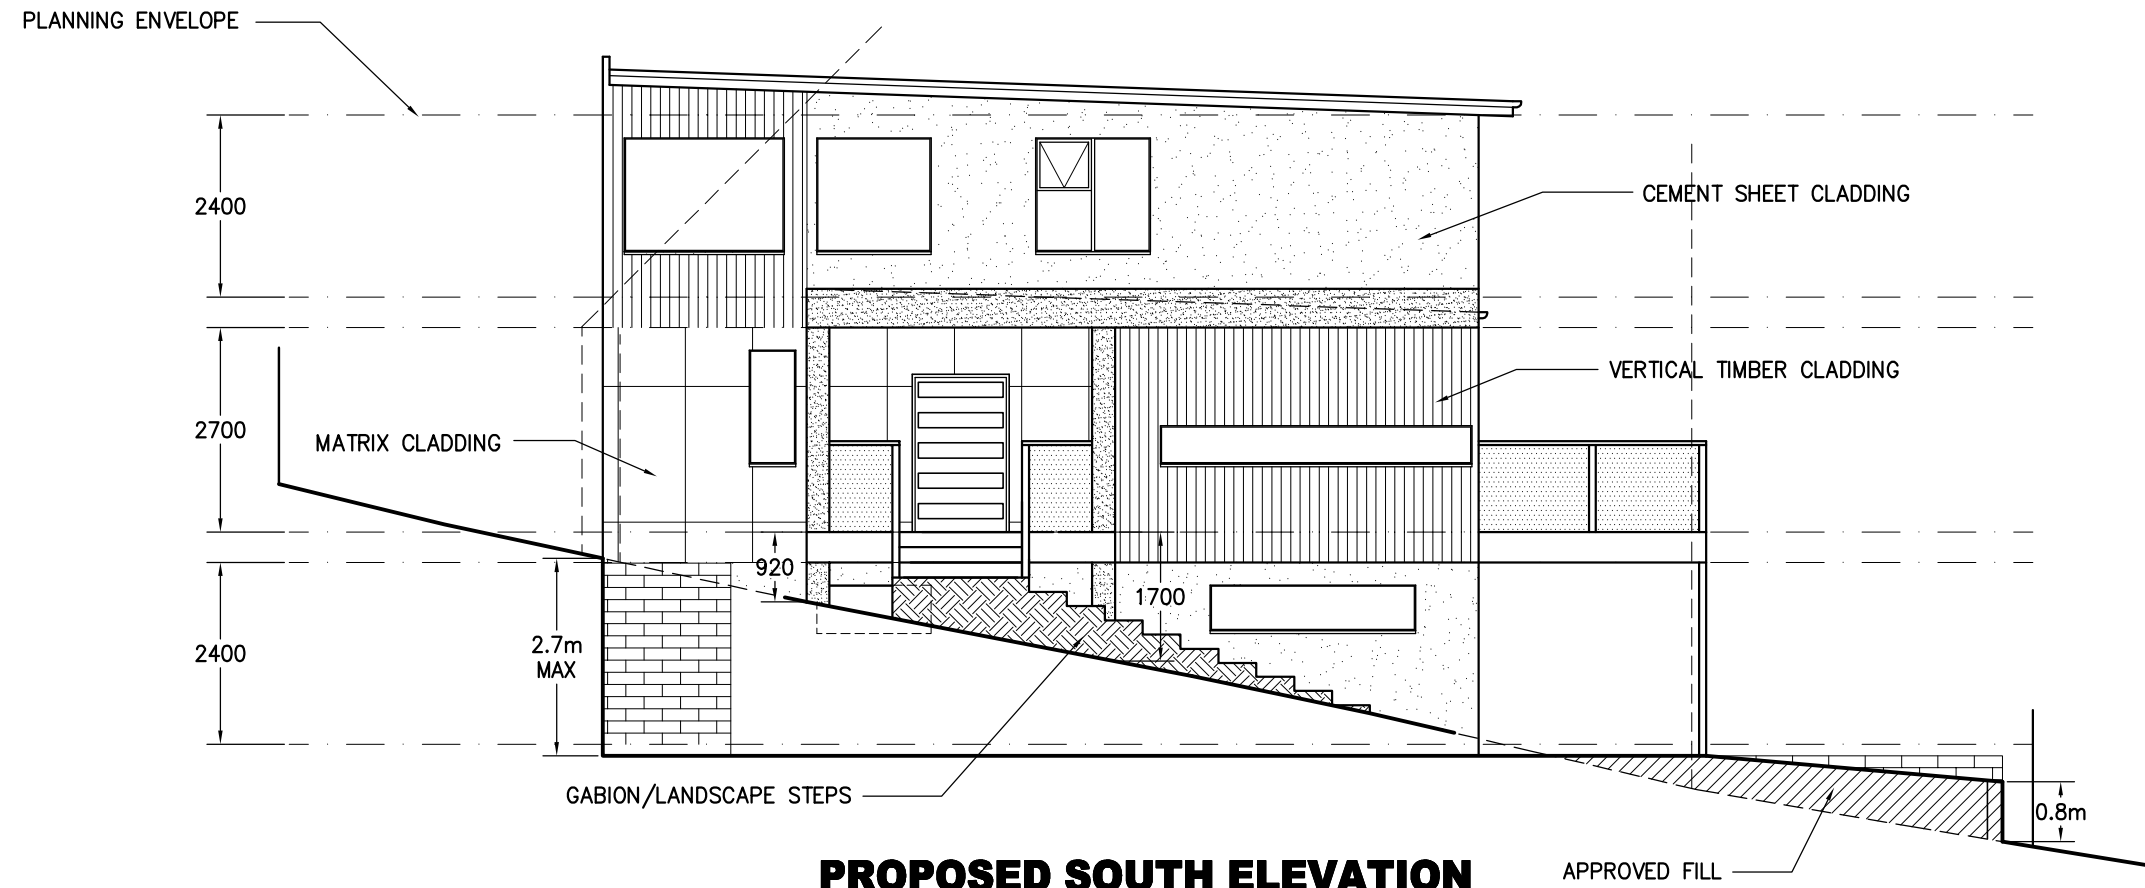 PLANNING ENVELOPE
2400
CEMENT SHEET CLADDING
VERTICAL TIMBER CLADDING
2700
MATRIX CLADDING
920
1700
2400
2.7m
MAX
GABION/LANDSCAPE STEPS
0.8m
PROPOSED SOUTH ELEVATION
APPROVED FILL